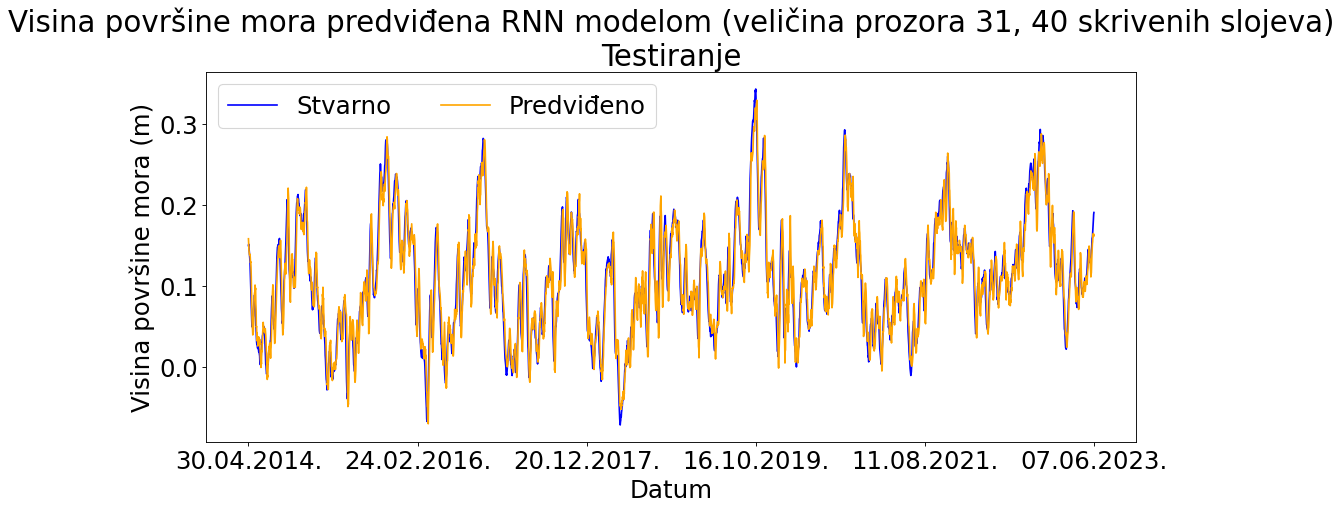 Visina površine mora predviđena RNN modelom (veličina prozora 31, 40 skrivenih slojeva)
Testiranje
Stvarno
Predviđeno
Visina površine mora (m)
0.3
0.2
0.1
0.0
30.04.2014.
24.02.2016.
20.12.2017.
16.10.2019.
11.08.2021.
07.06.2023.
Datum